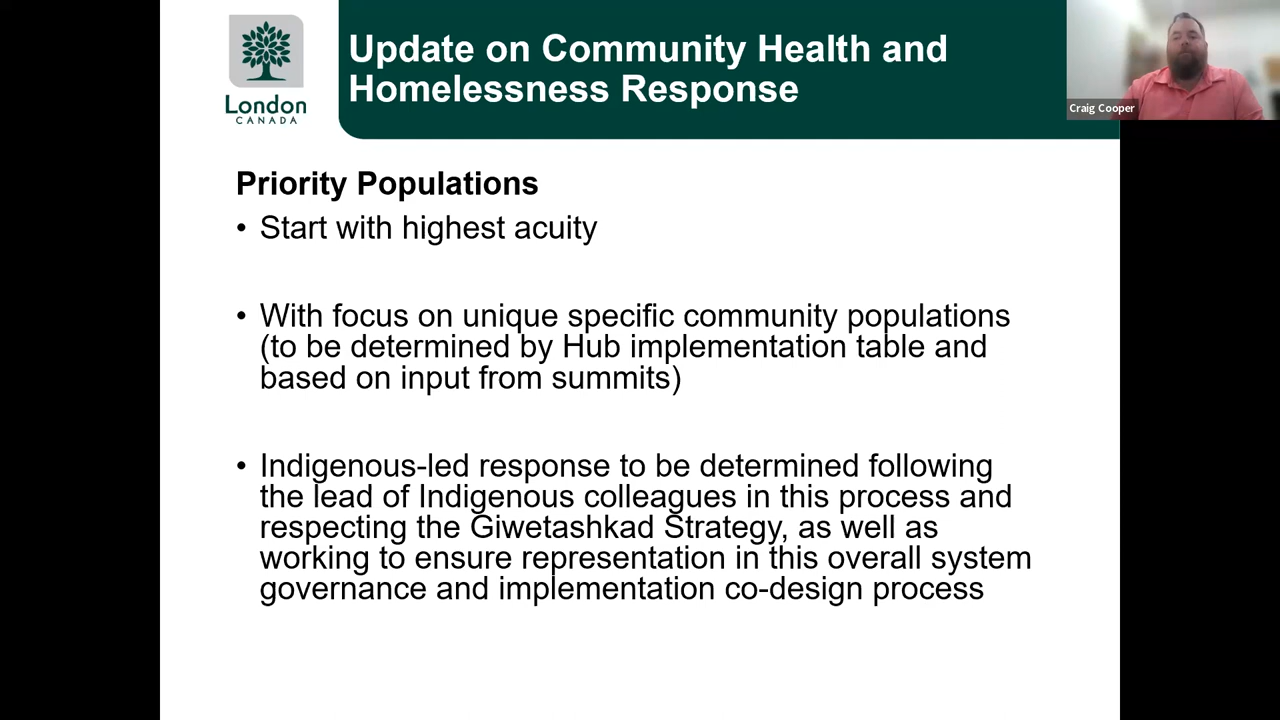 London
CANADA
Update on Community Health and
Homelessness Response
Craig Cooper
Priority Populations
• Start with highest acuity
• With focus on unique specific community populations
(to be determined by Hub implementation table and
based on input from summits)
• Indigenous-led response to be determined following
the lead of Indigenous colleagues in this process and
respecting the Giwetashkad Strategy, as well as
working to ensure representation in this overall system
governance and implementation co-design process